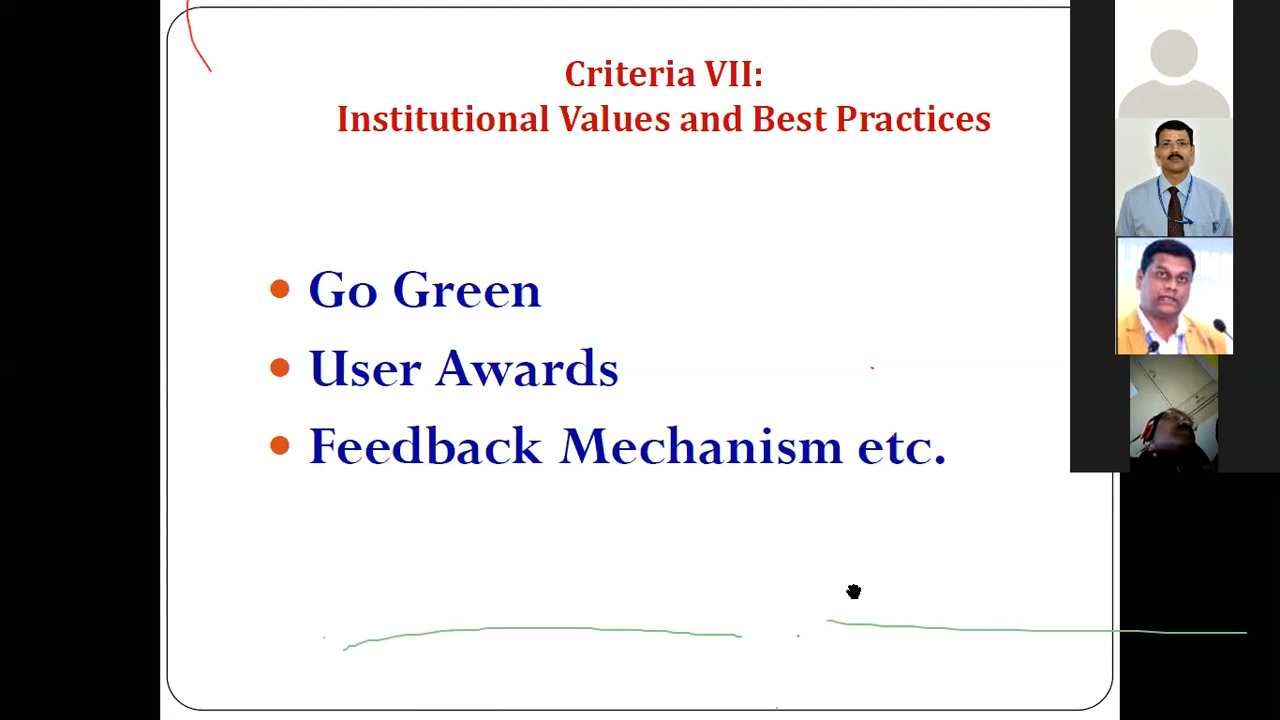 Criteria VII:
Institutional Values and Best Practices
Go Green
User Awards
Feedback Mechanism etc.